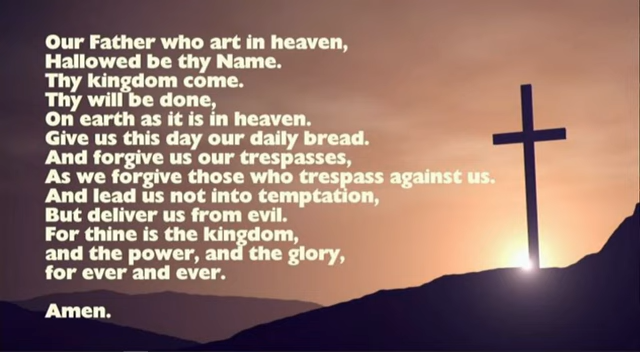 Our Father who art in heaven,
Hallowed be thy Name.
Thy kingdom come.
Thy will be done,
On earth as it is in heaven.
Give us this day our daily bread.
And forgive us our trespasses,
As we forgive those who trespass against us.
And lead us not into temptation,
But deliver us from evil.
For thine is the kingdom,
and the power, and the glory,
for ever and ever.
Amen.